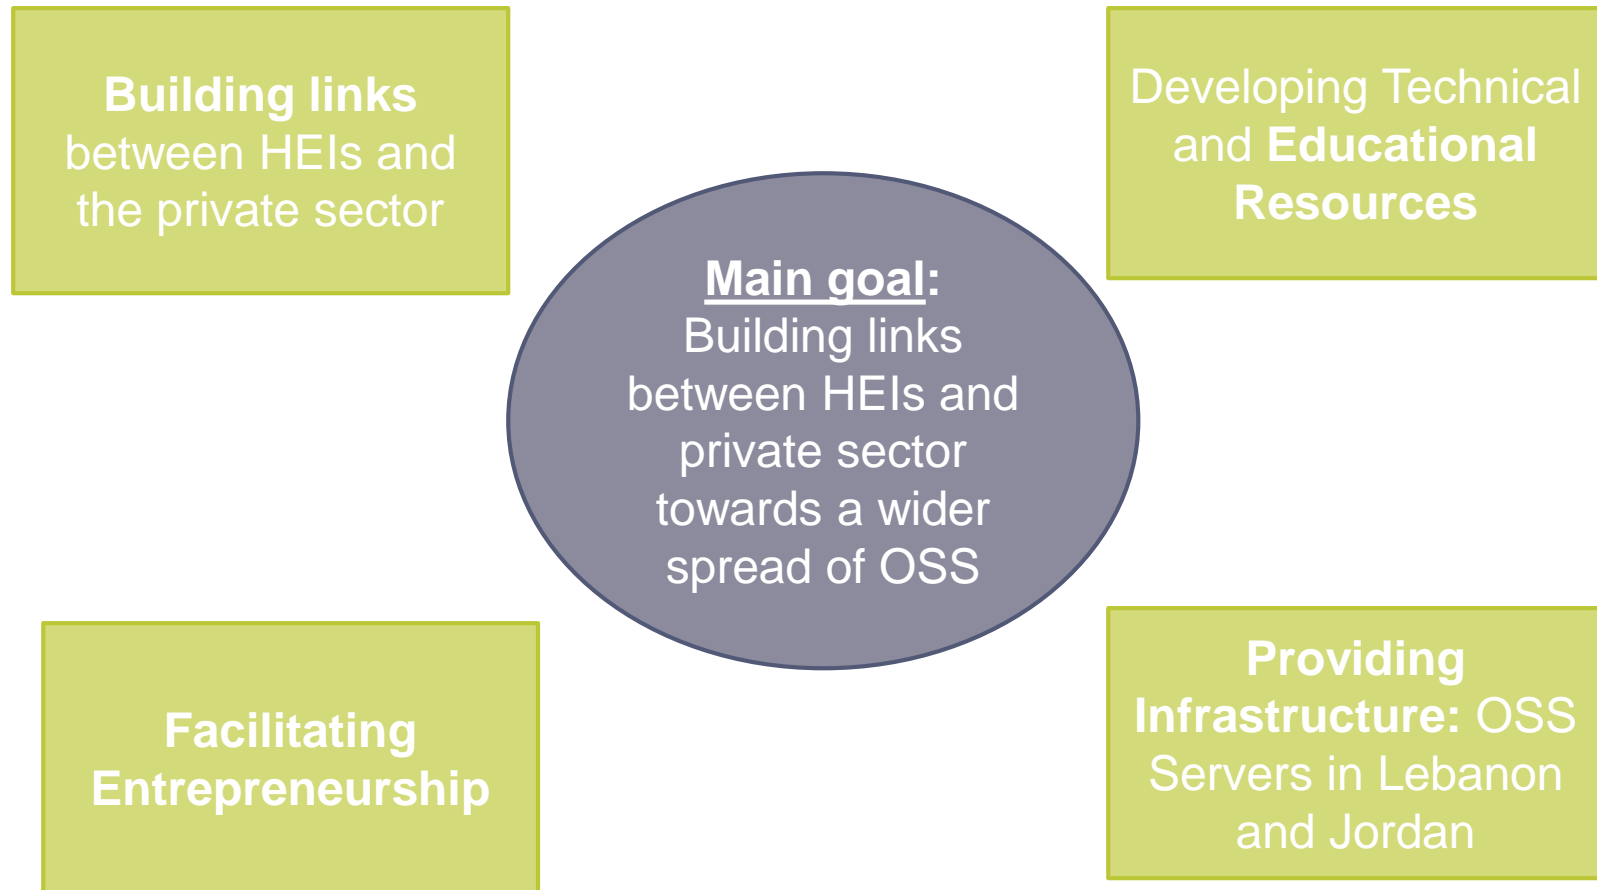 Building links
between HEIs and
the private sector
Developing Technical
and Educational
Resources
Main goal:
Building links
between HEIs and
private sector
towards a wider
spread of OSS
Facilitating
Entrepreneurship
Providing
Infrastructure: OSS
Servers in Lebanon
and Jordan